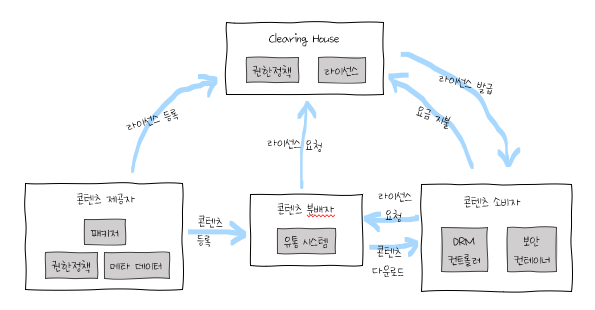 Clearing House
권한정책
라이선스
라이선스 발급
요금 지불
라이선스 등록
라이선스 요청
콘텐츠 제공자
패키저
권한정책
메타 데이터
콘텐츠
등록
콘텐츠 분배자
유통 시스템
라이선스
요청
콘텐츠
다운로드
콘텐츠 소비자
DRM
컨트롤러
보안
컨테이너